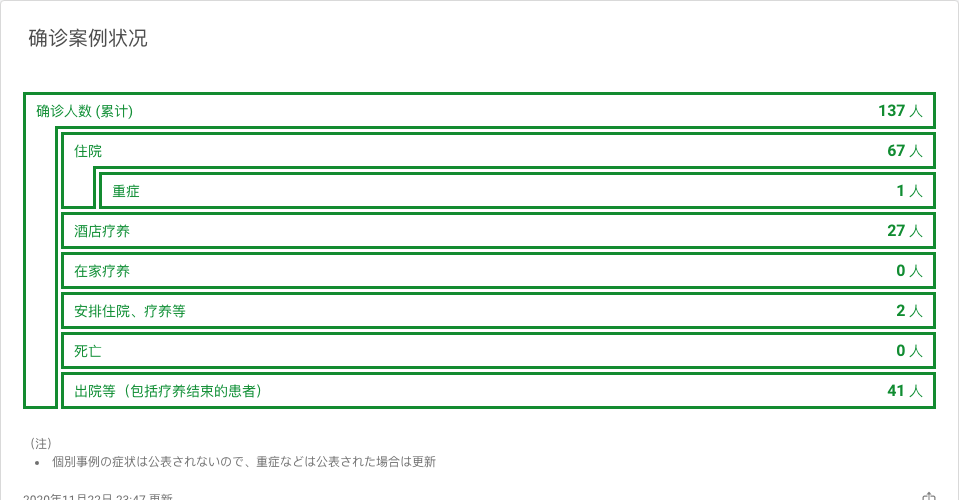 确诊案例状况
确诊人数 (累计) 137 人
住院 67 人
重症 1 人
酒店疗养 27 人
在家疗养 0 人
安排住院、疗养等 2 人
死亡 0 人
出院等（包括疗养结束的患者） 41 人
（注）
• 個別事例の症状は公表されないので、重症などは公表された場合は更新
2020年11月22日 23:47 更新